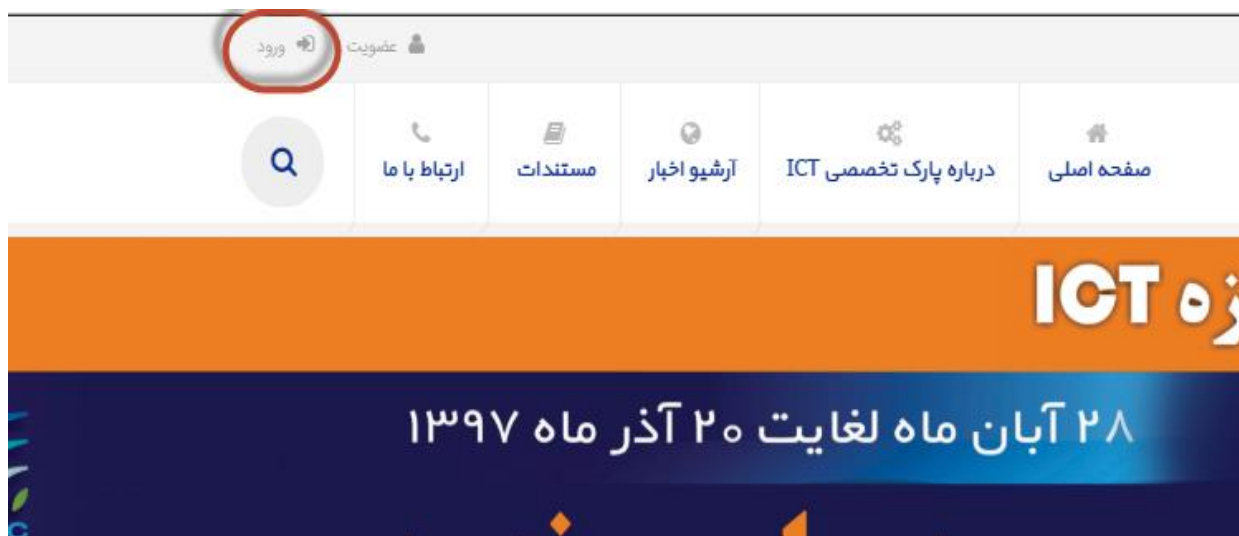 عضویت ورود
صفحه اصلی درباره پارک تخصصی ICT آرشیو اخبار مستندات ارتباط با ما
ICT
۲۸ آبان ماه لغایت ۲۰ آذر ماه ۱۳۹۷